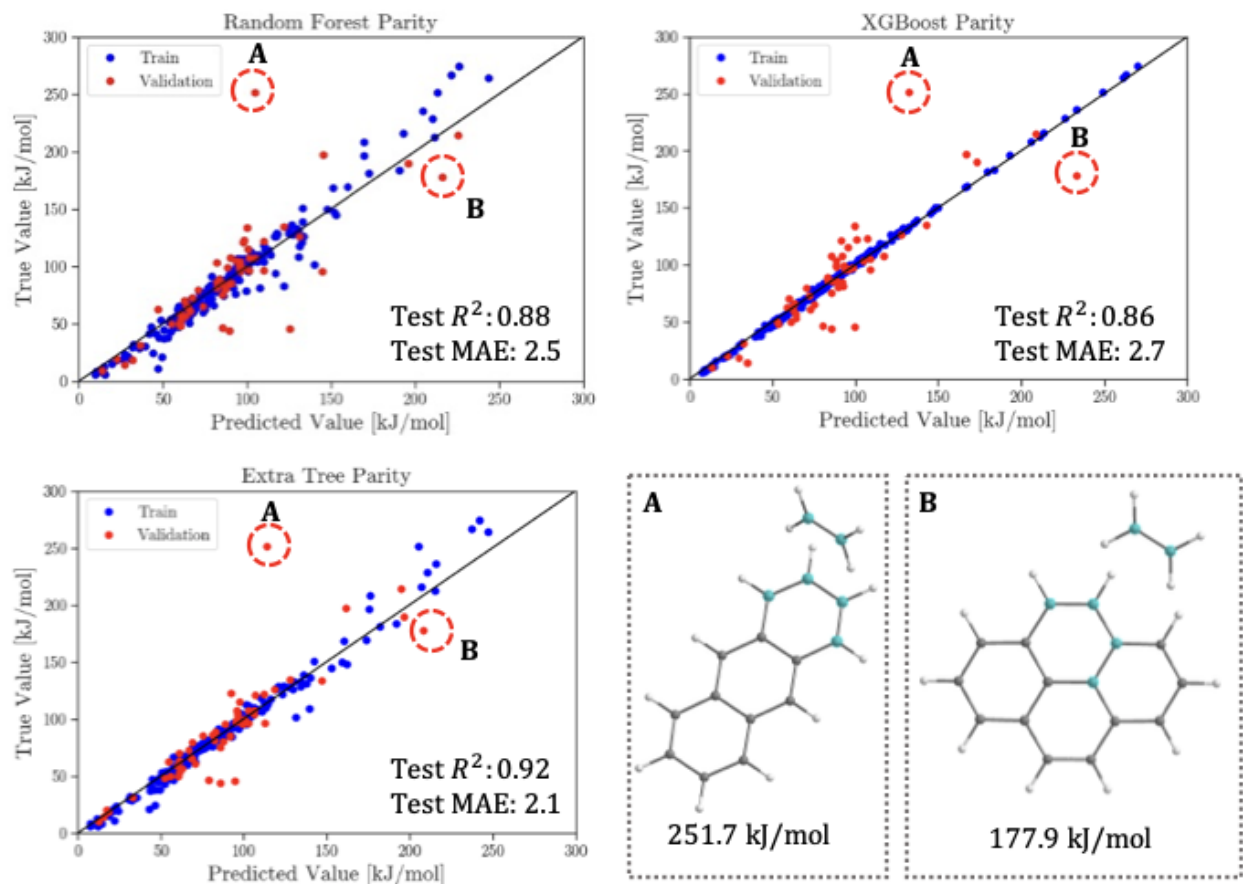 Random Forest Parity
300
250
200
150
100
50
0
True Value [kJ/mol]
Train
Validation
A
B
Test R²: 0.88
Test MAE: 2.5
0 50 100 150 200 250 300
Predicted Value [kJ/mol]
XGBoost Parity
300
250
200
150
100
50
0
True Value [kJ/mol]
Train
Validation
A
B
Test R²: 0.86
Test MAE: 2.7
0 50 100 150 200 250 300
Predicted Value [kJ/mol]
Extra Tree Parity
300
250
200
150
100
50
0
True Value [kJ/mol]
Train
Validation
A
B
Test R²: 0.92
Test MAE: 2.1
0 50 100 150 200 250 300
Predicted Value [kJ/mol]
A
251.7 kJ/mol
B
177.9 kJ/mol